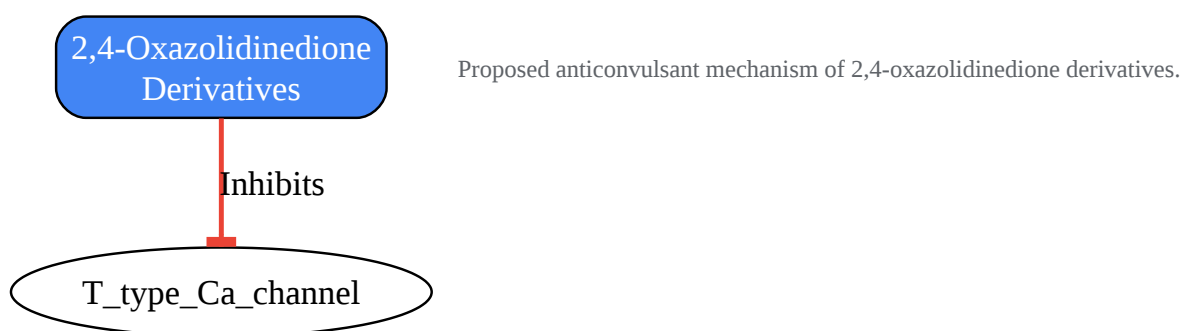 2,4-Oxazolidinedione
Derivatives
Proposed anticonvulsant mechanism of 2,4-oxazolidinedione derivatives.
Inhibits
T_type_Ca_channel